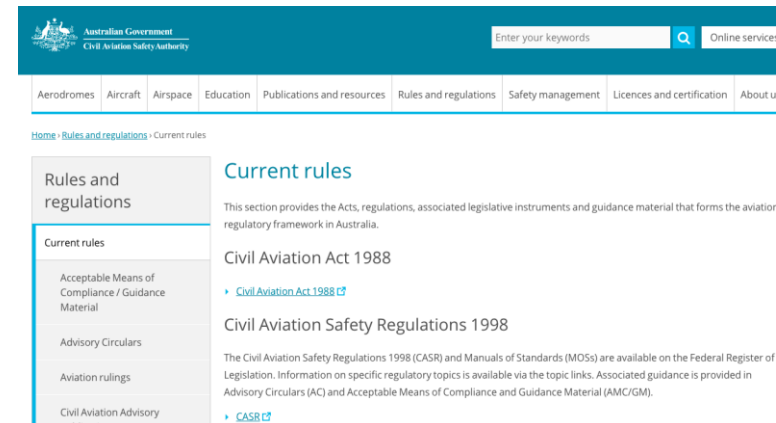 Australian Government
Civil Aviation Safety Authority
Enter your keywords
Online services
Aerodromes
Aircraft
Airspace
Education
Publications and resources
Rules and regulations
Safety management
Licences and certification
About u
Home › Rules and regulations › Current rules
Rules and
regulations
Current rules
Acceptable Means of
Compliance / Guidance
Material
Advisory Circulars
Aviation rulings
Civil Aviation Advisory
Current rules
This section provides the Acts, regulations, associated legislative instruments and guidance material that forms the aviation
regulatory framework in Australia.
Civil Aviation Act 1988
Civil Aviation Act 1988
Civil Aviation Safety Regulations 1998
The Civil Aviation Safety Regulations 1998 (CASR) and Manuals of Standards (MOSs) are available on the Federal Register of
Legislation. Information on specific regulatory topics is available via the topic links. Associated guidance is provided in
Advisory Circulars (AC) and Acceptable Means of Compliance and Guidance Material (AMC/GM).
CASR